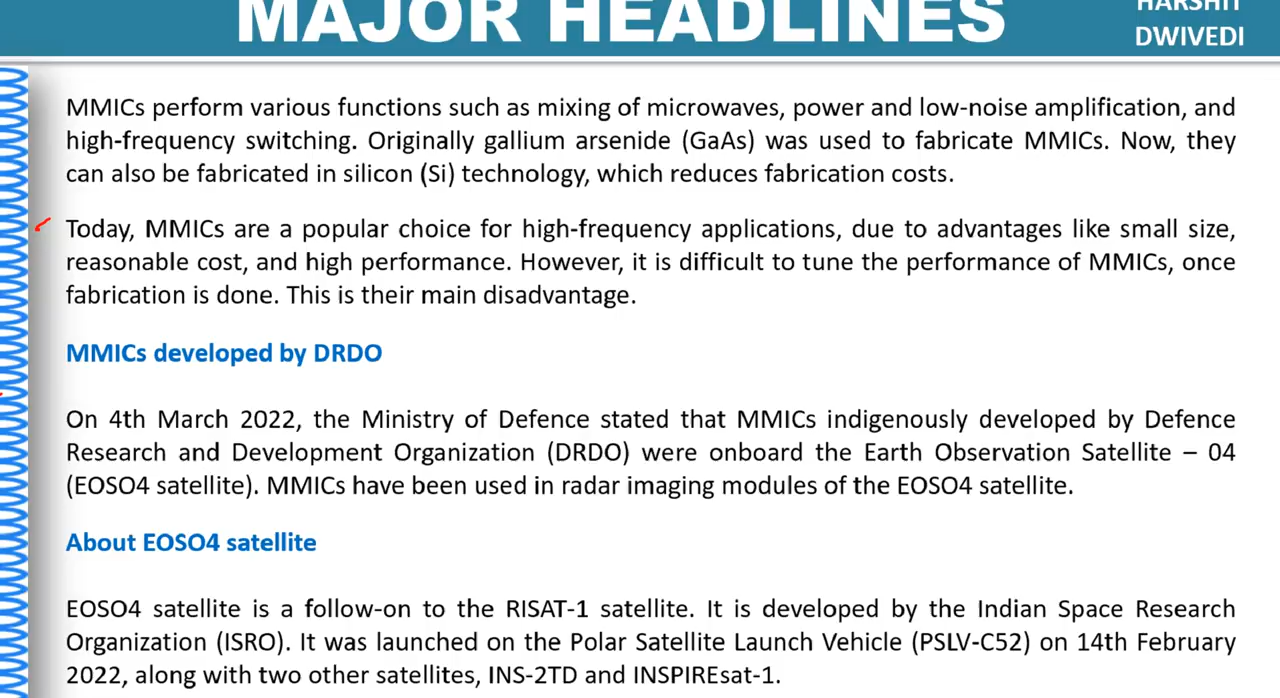 MAJOR HEADLINES
HARSHIT
DWIVEDI
MMICs perform various functions such as mixing of microwaves, power and low-noise amplification, and
high-frequency switching. Originally gallium arsenide (GaAs) was used to fabricate MMICs. Now, they
can also be fabricated in silicon (Si) technology, which reduces fabrication costs.
Today, MMICs are a popular choice for high-frequency applications, due to advantages like small size,
reasonable cost, and high performance. However, it is difficult to tune the performance of MMICs, once
fabrication is done. This is their main disadvantage.
MMICs developed by DRDO
On 4th March 2022, the Ministry of Defence stated that MMICs indigenously developed by Defence
Research and Development Organization (DRDO) were onboard the Earth Observation Satellite – 04
(EOSO4 satellite). MMICs have been used in radar imaging modules of the EOSO4 satellite.
About EOSO4 satellite
EOSO4 satellite is a follow-on to the RISAT-1 satellite. It is developed by the Indian Space Research
Organization (ISRO). It was launched on the Polar Satellite Launch Vehicle (PSLV-C52) on 14th February
2022, along with two other satellites, INS-2TD and INSPIREsat-1.